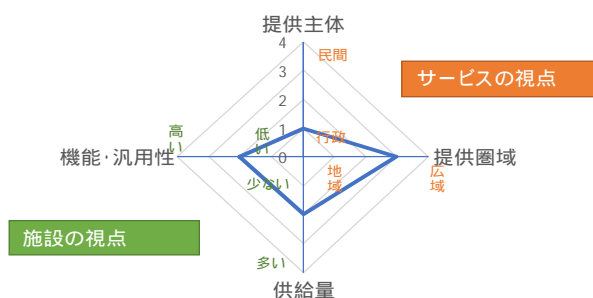 提供主体
4
民間
3
サービスの視点
2
高い
低い
1
行政
機能・汎用性
0
提供圏域
少ない
地域
広域
施設の視点
多い
供給量